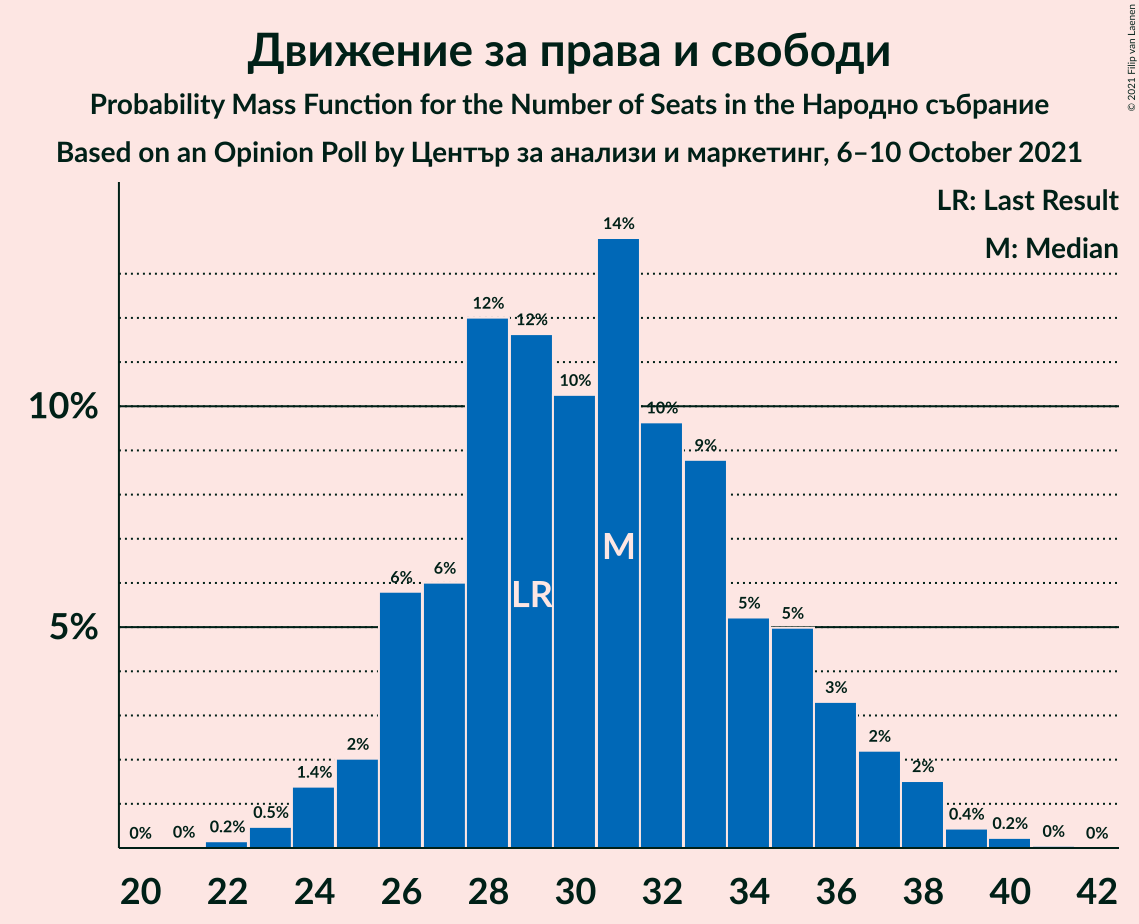 Движение за права и свободи
Probability Mass Function for the Number of Seats in the Народно събрание
Based on an Opinion Poll by Център за анализи и маркетинг, 6–10 October 2021
© 2021 Filip van Laenen
LR: Last Result
M: Median
10%
5%
0%
0%
0.2%
0.5%
1.4%
2%
6%
6%
12%
12%
10%
14%
10%
9%
5%
5%
3%
2%
2%
0.4%
0.2%
0%
0%
LR
M
20 22 24 26 28 30 32 34 36 38 40 42